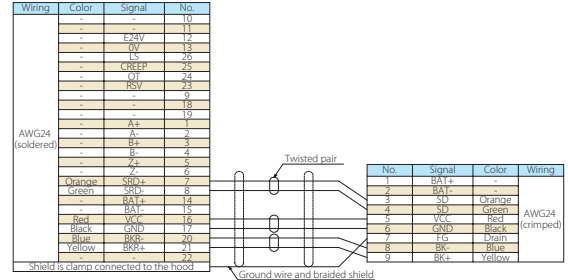 Wiring Color Signal No.
- - 10
- - 11
- E24V 12
- 0V 13
- LS 26
- CREEP 25
- OT 24
- RSV 23
- - 9
- - 18
- - 19
- A+ 1
AWG24 (soldered)
- A- 2
- B+ 3
- B- 4
- Z+ 5
- Z- 6
Orange SRD+ 7
Green SRD- 8
- BAT+ 14
- BAT- 15
Red VCC 16
Black GND 17
Blue BKR- 20
Yellow BKR+ 21
- - 22
Shield is clamp connected to the hood
Twisted pair
Ground wire and braided shield
No. Signal Color Wiring
1 BAT+ -
2 BAT- -
3 SD Orange
4 SD Green
5 VCC Red
6 GND Black
7 FG Drain
8 BK- Blue
9 BK+ Yellow
AWG24
(crimped)